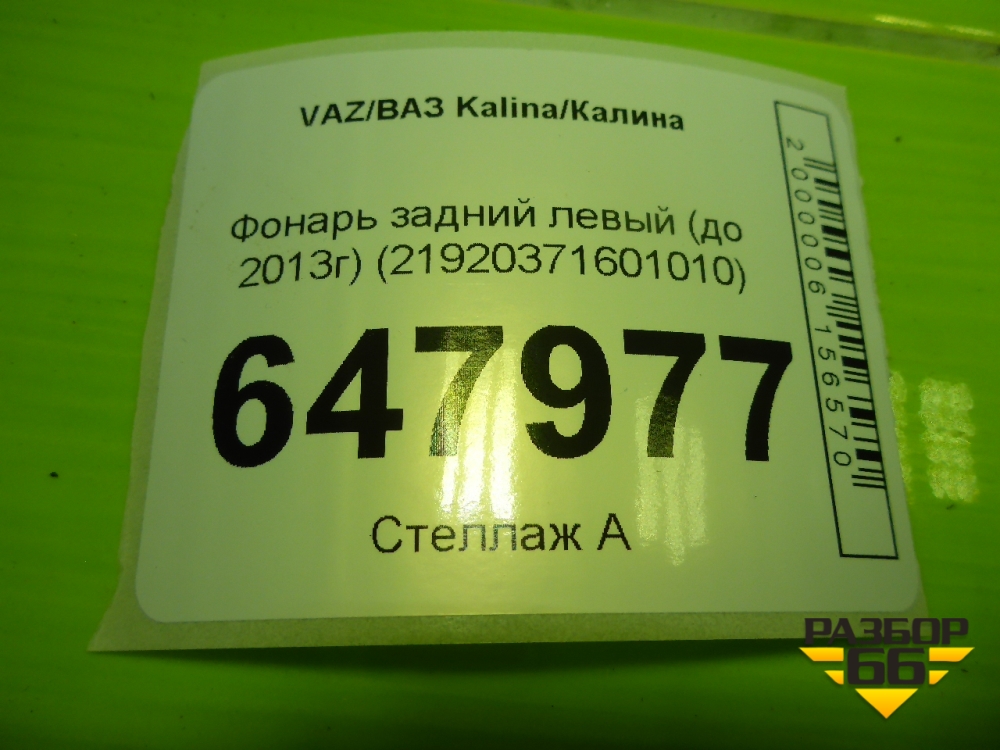 VAZ/ВАЗ Kalina/Калина
Фонарь задний левый (до
2013г) (21920371601010)
647977
Стеллаж А
2000006156570
РАЗБОР
66